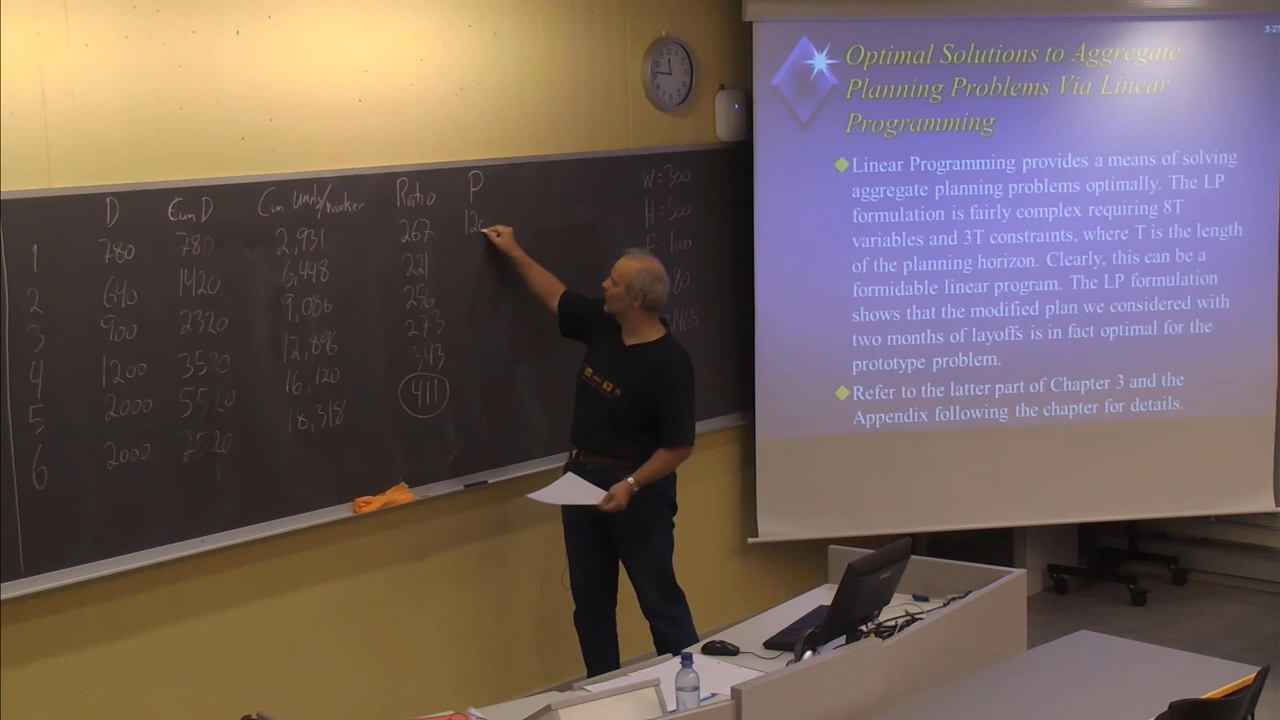 D Cum D Cum Units/worker Ratio P
1 780 780 2,931 267 120
2 640 1420 6,448 221
3 900 2320 9,086 256
4 1200 3520 12,896 273
5 2000 5520 16,120 343
6 2000 7520 18,318 411
W=300
H=500
F=1000
80
Optimal Solutions to Aggregate
Planning Problems Via Linear
Programming
Linear Programming provides a means of solving
aggregate planning problems optimally. The LP
formulation is fairly complex requiring 8T
variables and 3T constraints, where T is the length
of the planning horizon. Clearly, this can be a
formidable linear program. The LP formulation
shows that the modified plan we considered with
two months of layoffs is in fact optimal for the
prototype problem.
Refer to the latter part of Chapter 3 and the
Appendix following the chapter for details.